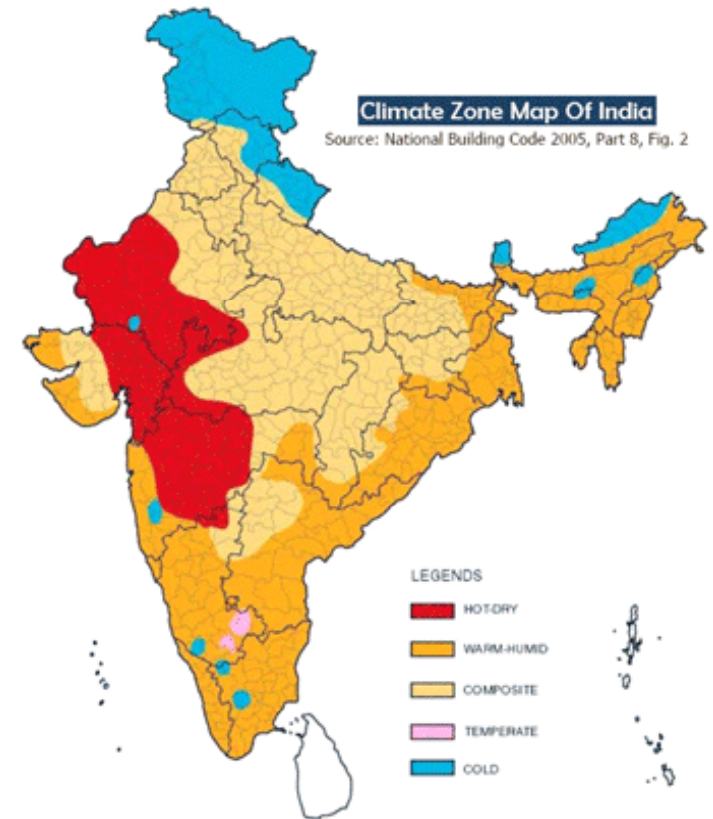 Climate Zone Map Of India
Source: National Building Code 2005, Part 8, Fig. 2
LEGENDS
HOT-DRY
WARM-HUMID
COMPOSITE
TEMPERATE
COLD